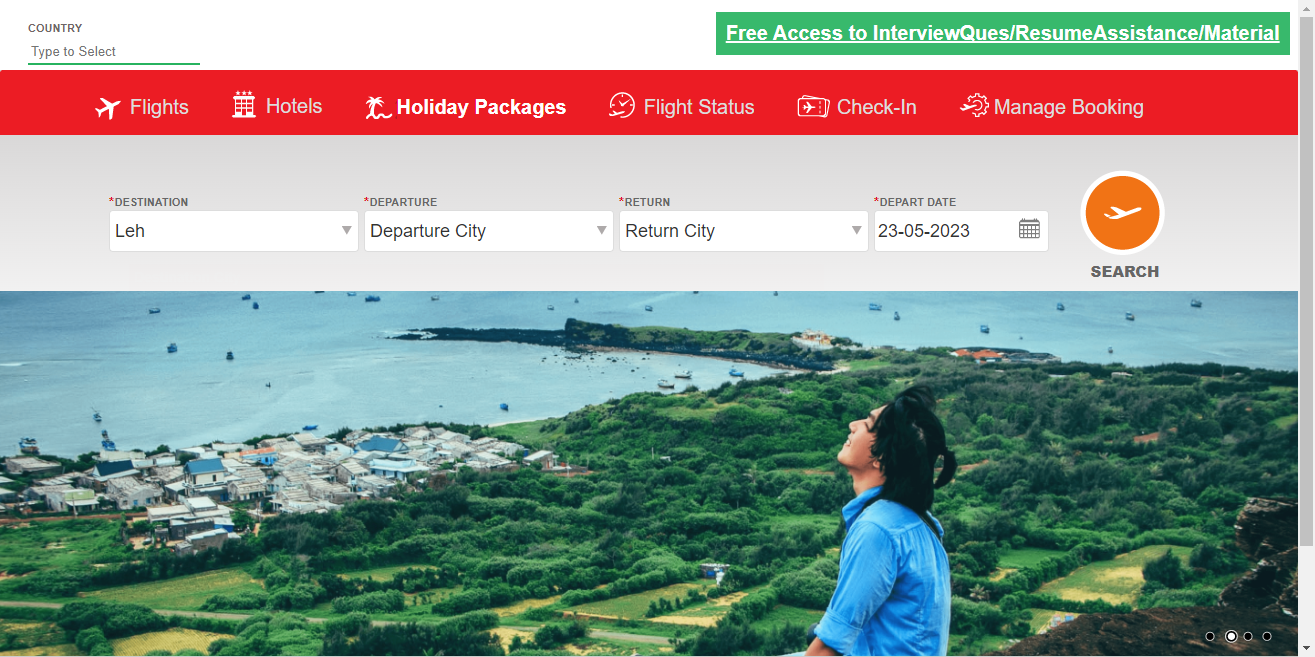 COUNTRY
Type to Select
Free Access to InterviewQues/ResumeAssistance/Material
Flights
Hotels
Holiday Packages
Flight Status
Check-In
Manage Booking
*DESTINATION
*DEPARTURE
*RETURN
*DEPART DATE
Leh
Departure City
Return City
23-05-2023
SEARCH